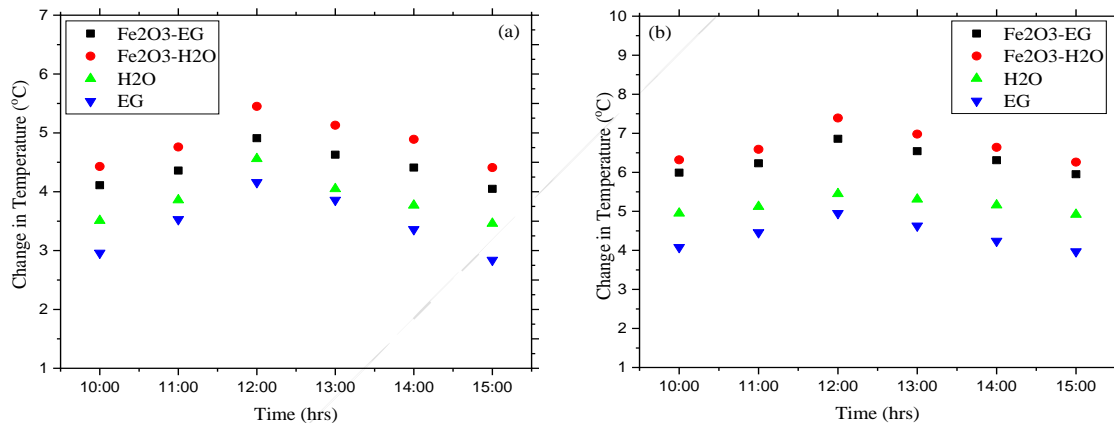 (a)
Fe2O3-EG
Fe2O3-H2O
H2O
EG
Change in Temperature (°C)
7
6
5
4
3
2
1
10:00 11:00 12:00 13:00 14:00 15:00
Time (hrs)
(b)
Fe2O3-EG
Fe2O3-H2O
H2O
EG
Change in Temperature (°C)
10
9
8
7
6
5
4
3
2
1
10:00 11:00 12:00 13:00 14:00 15:00
Time (hrs)